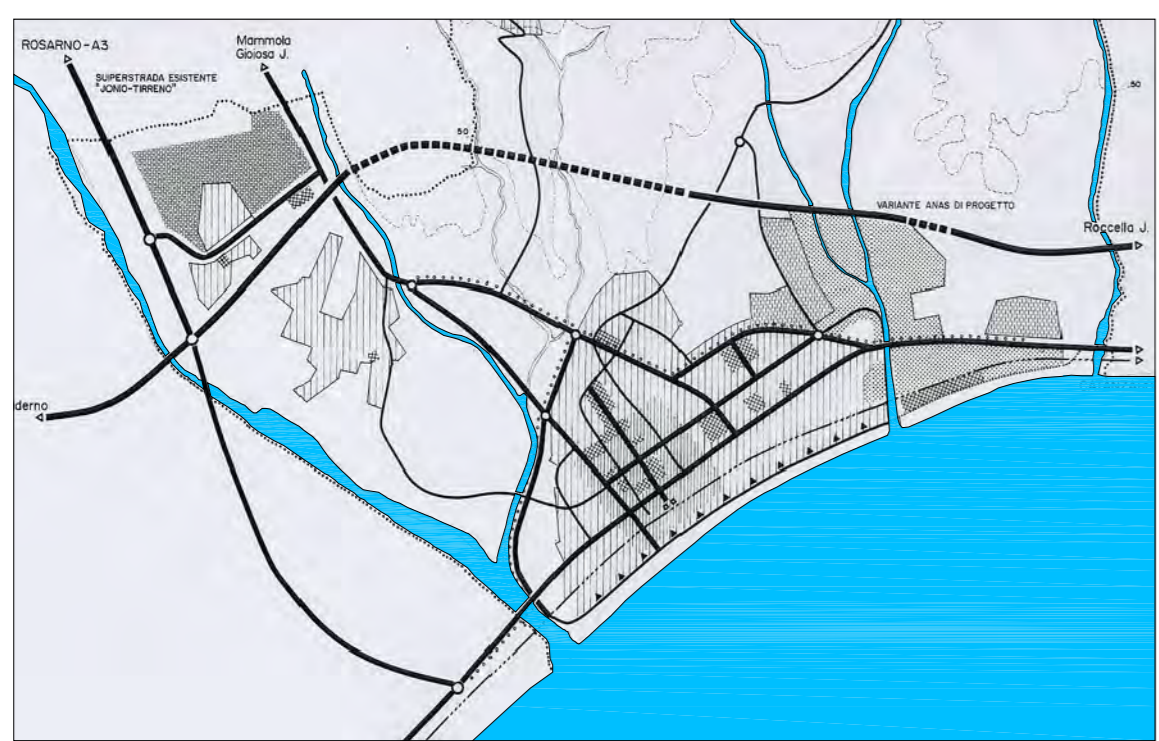 ROSARNO - A3
Mammola
Gioiosa J.
SUPERSTRADA ESISTENTE
"JONIO-TIRRENO"
50
.50
VARIANTE ANAS DI PROGETTO
Roccella J.
derno
CATANZARO